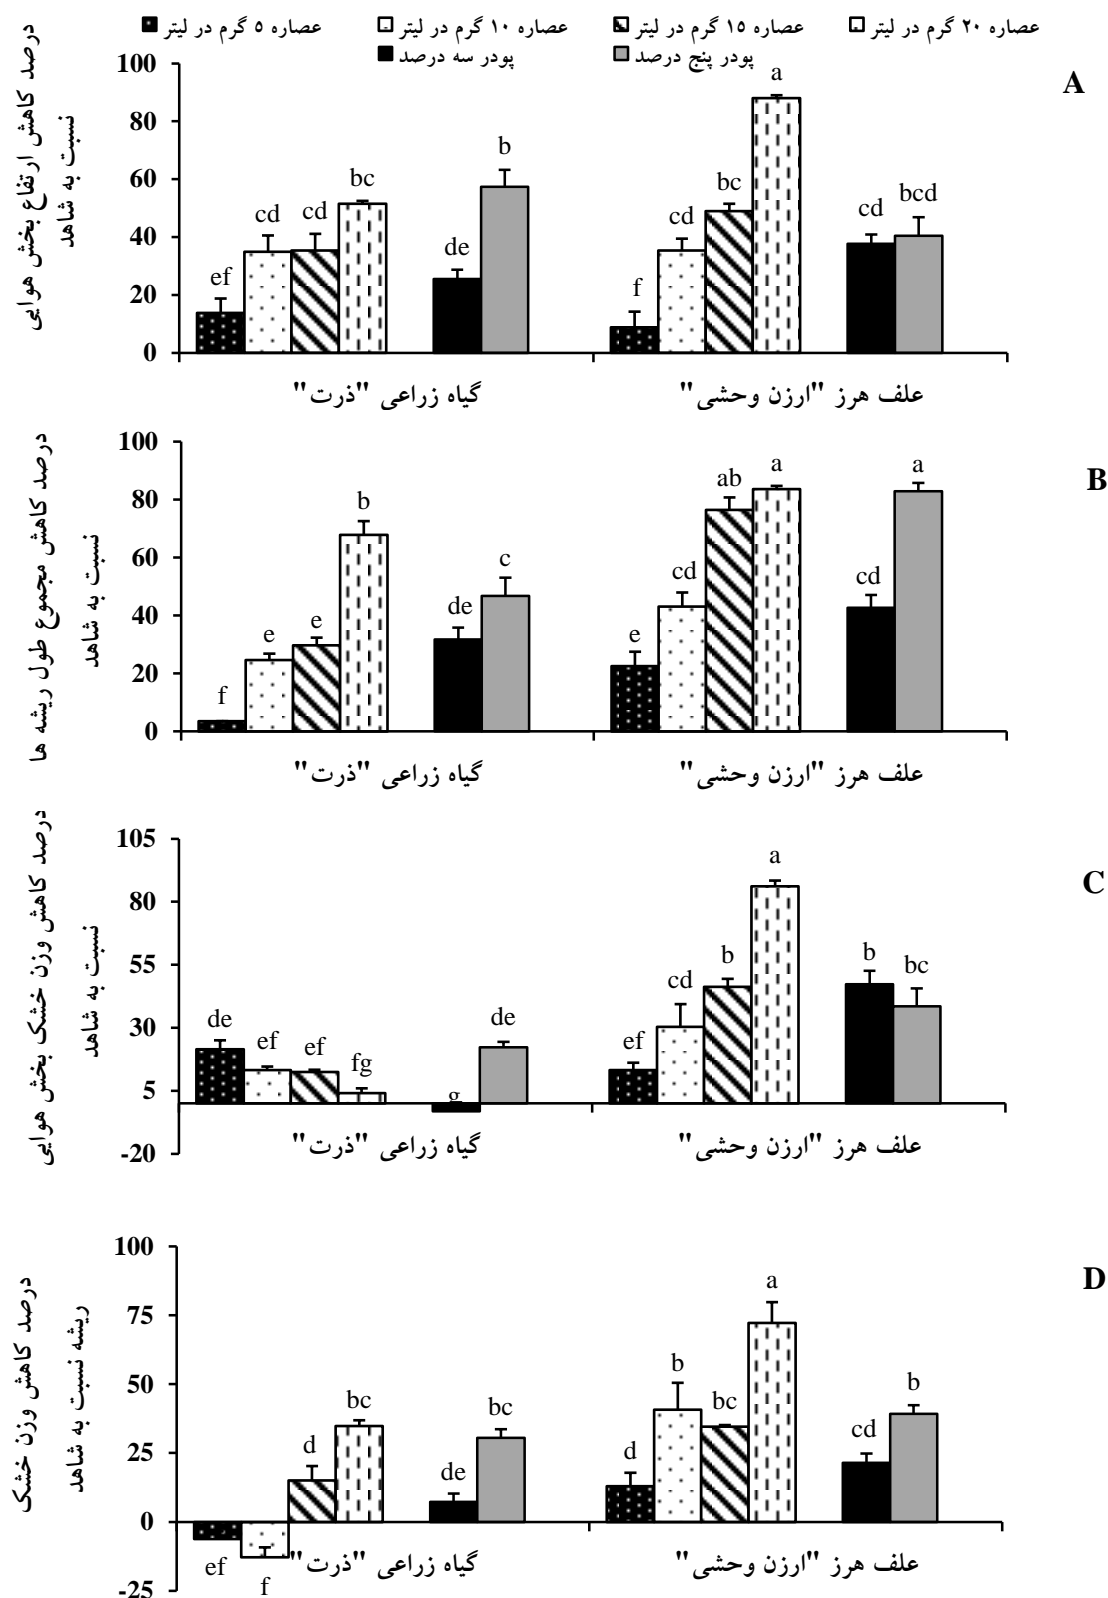 عصاره ۵ گرم در لیتر عصاره ۱۰ گرم در لیتر عصاره ۱۵ گرم در لیتر عصاره ۲۰ گرم در لیتر
پودر سه درصد پودر پنج درصد
A
درصد کاهش ارتفاع بخش هوایی
نسبت به شاهد
100
80
60
40
20
0
ef cd cd bc de b f cd bc a cd bcd
گیاه زراعی "ذرت" علف هرز "ارزن وحشی"
B
درصد کاهش مجموع طول ریشه ها
نسبت به شاهد
100
80
60
40
20
0
f e e b de c e cd ab a cd a
گیاه زراعی "ذرت" علف هرز "ارزن وحشی"
C
درصد کاهش وزن خشک بخش هوایی
نسبت به شاهد
105
80
55
30
5
-20
de ef ef fg g de ef cd b a b bc
گیاه زراعی "ذرت" علف هرز "ارزن وحشی"
D
درصد کاهش وزن خشک
ریشه نسبت به شاهد
100
75
50
25
0
-25
ef f d bc de bc d b bc a cd b
گیاه زراعی "ذرت" علف هرز "ارزن وحشی"